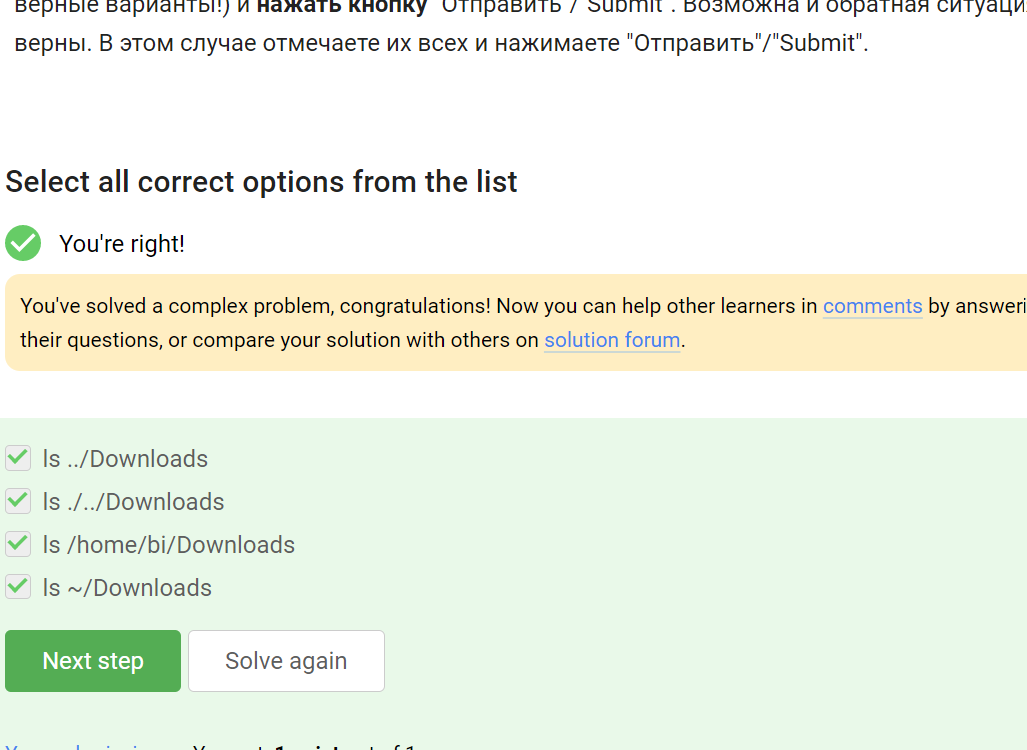 верные варианты!) и нажать кнопку "Отправить"/"Submit". Возможна и обратная
верны. В этом случае отмечаете их всех и нажимаете "Отправить"/"Submit".
Select all correct options from the list
You're right!
You've solved a complex problem, congratulations! Now you can help other learners in comments by
their questions, or compare your solution with others on solution forum.
ls ../Downloads
ls ./../Downloads
ls /home/bi/Downloads
ls ~/Downloads
Next step
Solve again